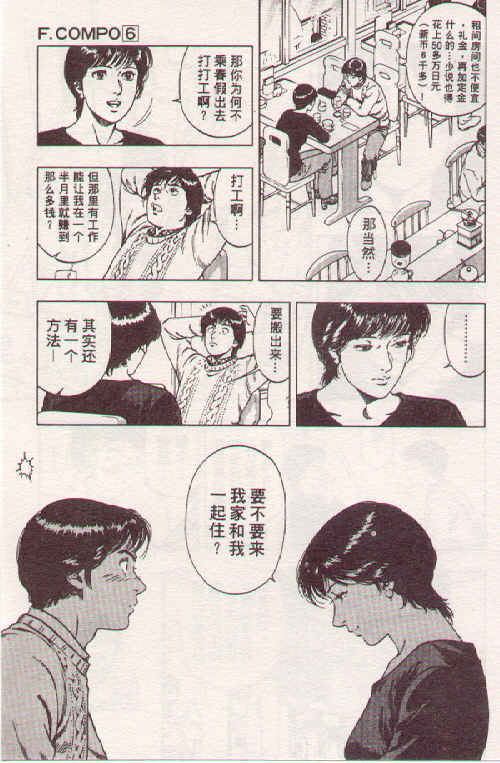 F.COMPO 6
租间房间也不便宜
，礼金，再加定金
什么的…少说也得
花上50多万日元
（新币6千多）！
那当然…
那你为何不
乘春假出去
打打工啊？
打工啊…
但那里有工作
能让我在一个
半月里就赚到
那么多钱？
…………
要搬出来…
其实还
有一个
方法—
要不要来
我家和我
一起住？